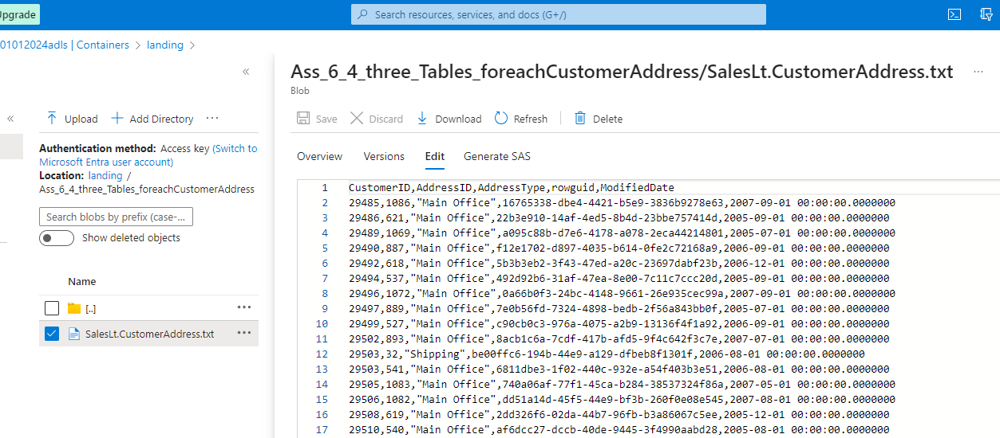 Upgrade
Search resources, services, and docs (G+/)
01012024adls | Containers > landing >
Ass_6_4_three_Tables_foreachCustomerAddress/SalesLt.CustomerAddress.txt
Blob
Upload
Add Directory
Authentication method: Access key (Switch to
Microsoft Entra user account)
Location: landing /
Ass_6_4_three_Tables_foreachCustomerAddress
Search blobs by prefix (case-...
Show deleted objects
Name
[..]
SalesLt.CustomerAddress.txt
Save
Discard
Download
Refresh
Delete
Overview
Versions
Edit
Generate SAS
1 CustomerID,AddressID,AddressType,rowguid,ModifiedDate
2 29485,1086,"Main Office",16765338-dbe4-4421-b5e9-3836b9278e63,2007-09-01 00:00:00.0000000
3 29486,621,"Main Office",22b3e910-14af-4ed5-8b4d-23bbe757414d,2005-09-01 00:00:00.0000000
4 29489,1069,"Main Office",a095c88b-d7e6-4178-a078-2eca44214801,2005-07-01 00:00:00.0000000
5 29490,887,"Main Office",f12e1702-d897-4035-b614-0fe2c72168a9,2006-09-01 00:00:00.0000000
6 29492,618,"Main Office",5b3b3eb2-3f43-47ed-a20c-23697dabf23b,2006-12-01 00:00:00.0000000
7 29494,537,"Main Office",492d92b6-31af-47ea-8e00-7c11c7ccc20d,2005-09-01 00:00:00.0000000
8 29496,1072,"Main Office",0a66b0f3-24bc-4148-9661-26e935cec99a,2007-09-01 00:00:00.0000000
9 29497,889,"Main Office",7e0b56fd-7324-4898-bedb-2f56a843bb0f,2005-07-01 00:00:00.0000000
10 29499,527,"Main Office",c90cb0c3-976a-4075-a2b9-13136f4f1a92,2006-09-01 00:00:00.0000000
11 29502,893,"Main Office",8acb1c6a-7cdf-417b-afd5-9f4c642f3c7e,2007-07-01 00:00:00.0000000
12 29503,32,"Shipping",be00ffc6-194b-44e9-a129-dfbeb8f1301f,2006-08-01 00:00:00.0000000
13 29503,541,"Main Office",6811dbe3-1f02-440c-932e-a54f403b3e51,2006-08-01 00:00:00.0000000
14 29505,1083,"Main Office",740a06af-77f1-45ca-b284-38537324f86a,2007-05-01 00:00:00.0000000
15 29506,1082,"Main Office",dd51a14d-45f5-44e9-bf3b-260f0e08e545,2007-08-01 00:00:00.0000000
16 29508,619,"Main Office",2dd326f6-02da-44b7-96fb-b3a86067c5ee,2005-12-01 00:00:00.0000000
17 29510,540,"Main Office",af6dcc27-dccb-40de-9445-3f4990aabd28,2005-08-01 00:00:00.0000000